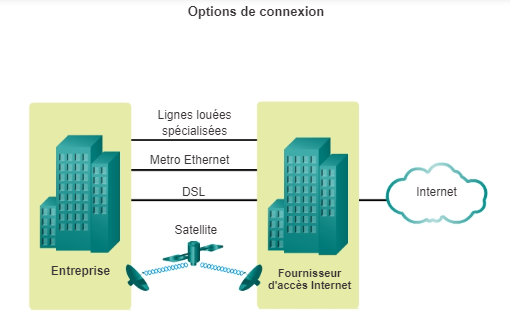 Options de connexion
Lignes louées
spécialisées
Metro Ethernet
DSL
Internet
Satellite
Entreprise
Fournisseur
d'accès Internet